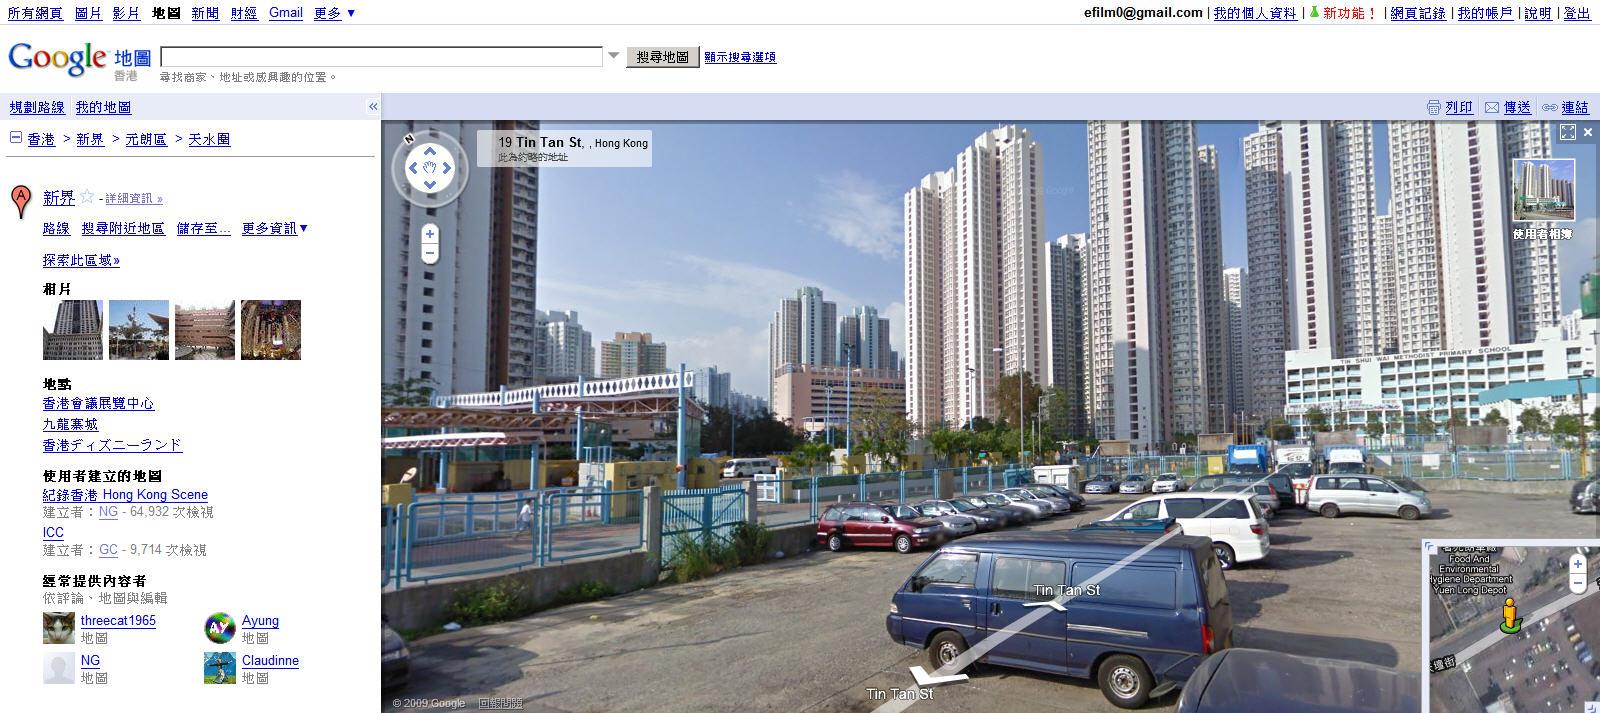 所有網頁 圖片 影片 地圖 新聞 財經 Gmail 更多 ▼
efilm0@gmail.com | 我的個人資料 | 新功能！ | 網頁記錄 | 我的帳戶 | 說明 | 登出
Google 地圖
香港
搜尋地圖 顯示搜尋選項
尋找商家、地址或感興趣的位置。
規劃路線 我的地圖 «
列印 傳送 連結
香港 > 新界 > 元朗區 > 天水圍
19 Tin Tan St, , Hong Kong
此為約略的地址
使用者相簿
A
新界 - 詳細資訊 »
路線 搜尋附近地區 儲存至... 更多資訊▼
探索此區域»
相片
地點
香港會議展覽中心
九龍寨城
香港ディズニーランド
使用者建立的地圖
紀錄香港 Hong Kong Scene
建立者：NG - 64,932 次檢視
ICC
建立者：GC - 9,714 次檢視
經常提供內容者
依評論、地圖與編輯
threecat1965
地圖
AY
Ayung
地圖
NG
地圖
Claudinne
地圖
N
TIN SHUI WAI METHODIST PRIMARY SCHOOL
Tin Tan St
Tin Tan St
© 2009 Google 回報問題
Food And
Environmental
Hygiene Department
Yuen Long Depot
天壇街